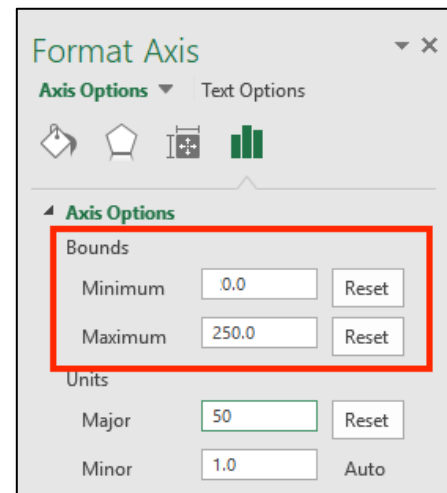 Format Axis
Axis Options Text Options
Axis Options
Bounds
Minimum :0.0 Reset
Maximum 250.0 Reset
Units
Major 50 Reset
Minor 1.0 Auto